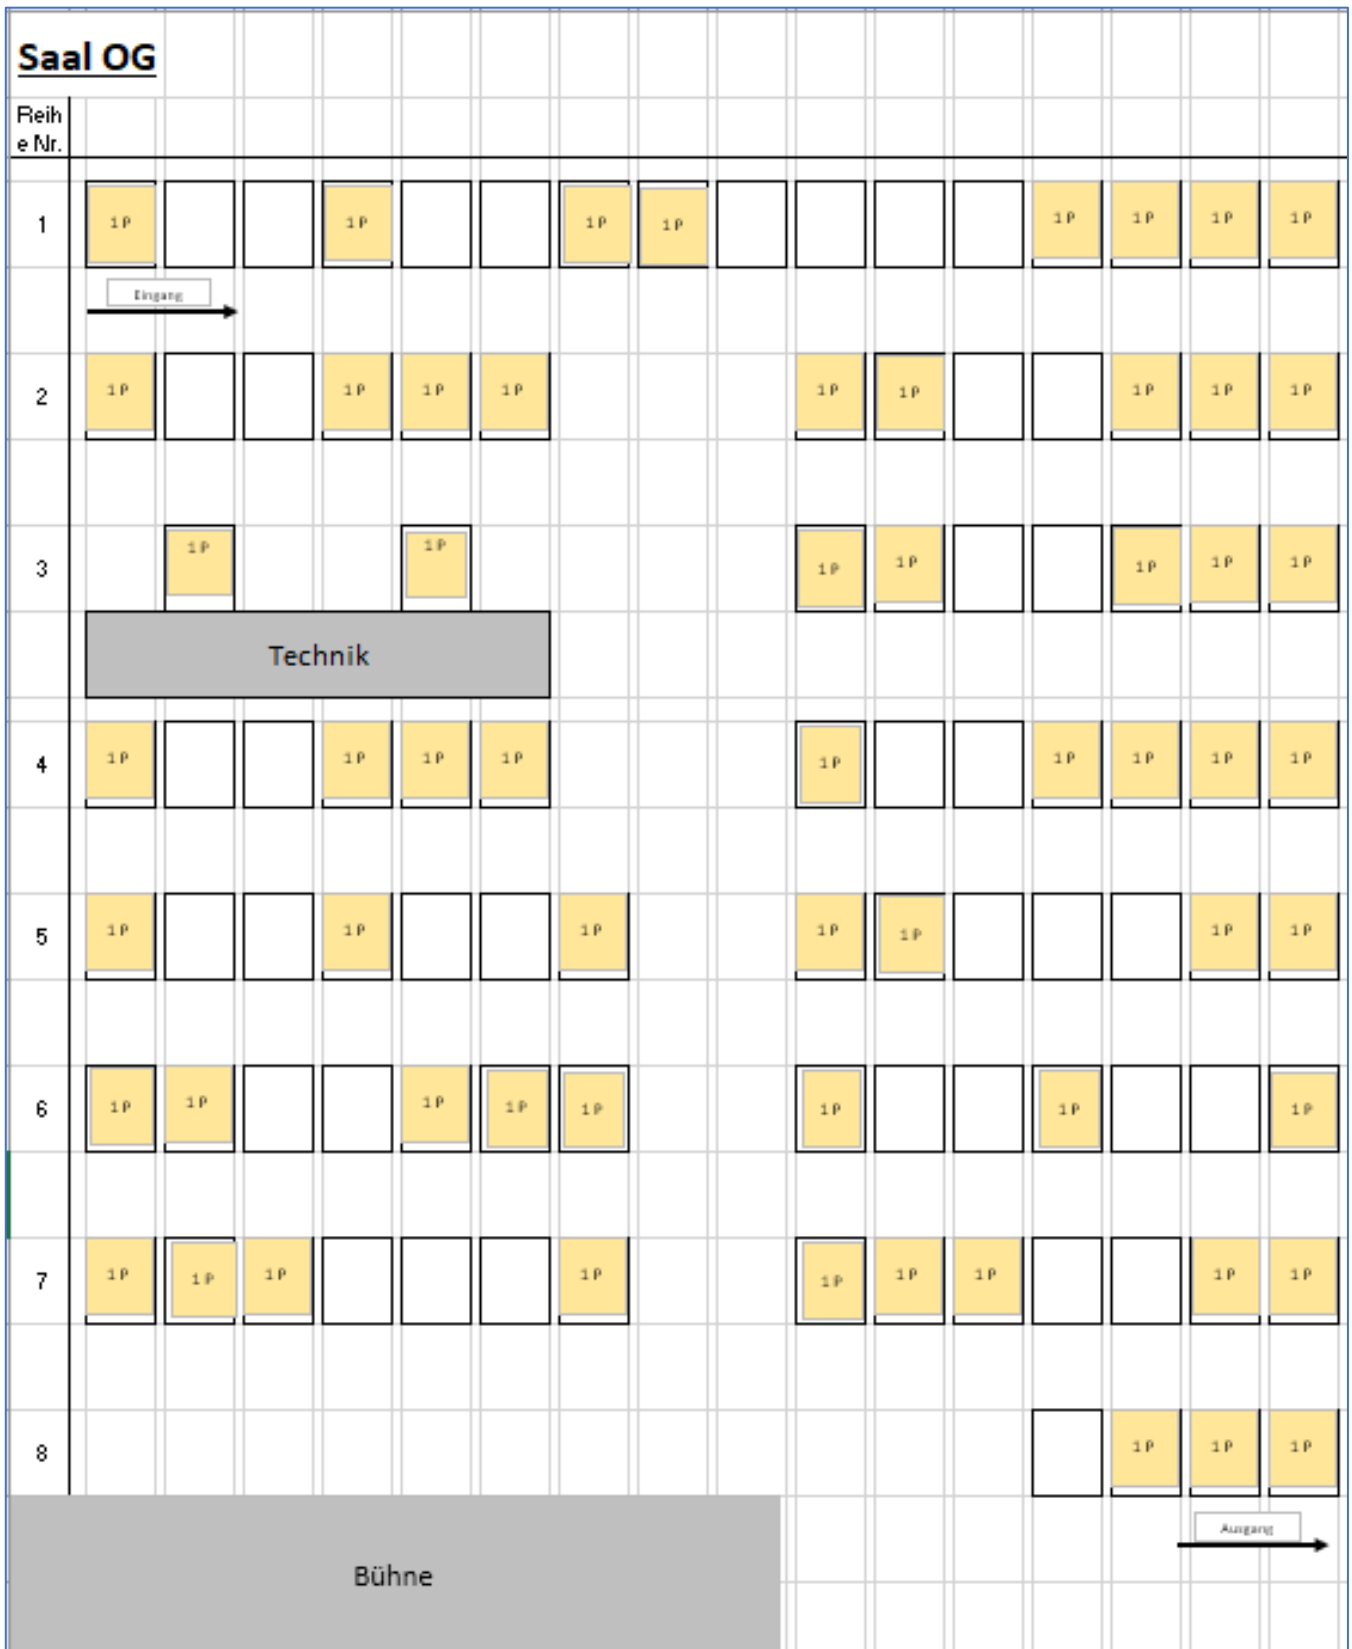 Saal OG
Reih
e Nr.
1 1P 1P 1P 1P 1P 1P 1P 1P
Eingang
2 1P 1P 1P 1P 1P 1P 1P 1P 1P
3 1P 1P 1P 1P 1P 1P 1P
Technik
4 1P 1P 1P 1P 1P 1P 1P 1P 1P
5 1P 1P 1P 1P 1P 1P 1P
6 1P 1P 1P 1P 1P 1P 1P 1P
7 1P 1P 1P 1P 1P 1P 1P 1P 1P
8 1P 1P 1P
Ausgang
Bühne